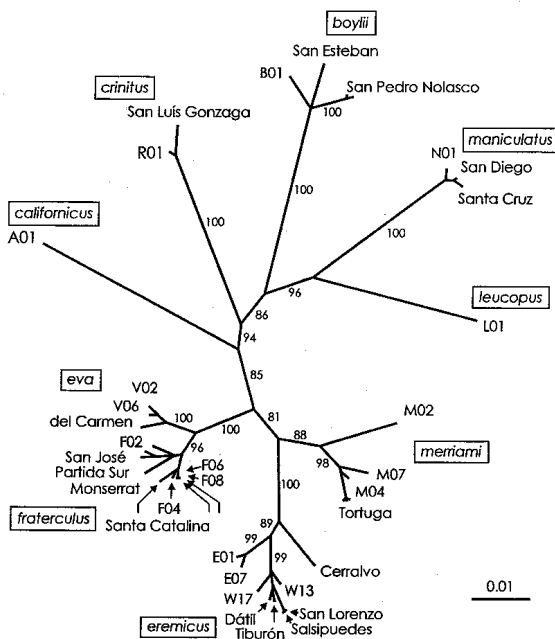 boylii
San Esteban
B01
San Pedro Nolasco
100
crinitus
San Luís Gonzaga
R01
100
100
maniculatus
N01
San Diego
Santa Cruz
100
californicus
A01
96
86
94
leucopus
L01
85
eva
V02
V06
del Carmen
100
100
81
88
M02
merriami
F02
96
San José
Partida Sur
Monserrat
F06
F08
98
M07
M04
Tortuga
F04
fraterculus
Santa Catalina
100
89
99
E01
E07
99
Cerralvo
W17
W13
0.01
Dátil
San Lorenzo
Tiburón
Salsipuedes
eremicus